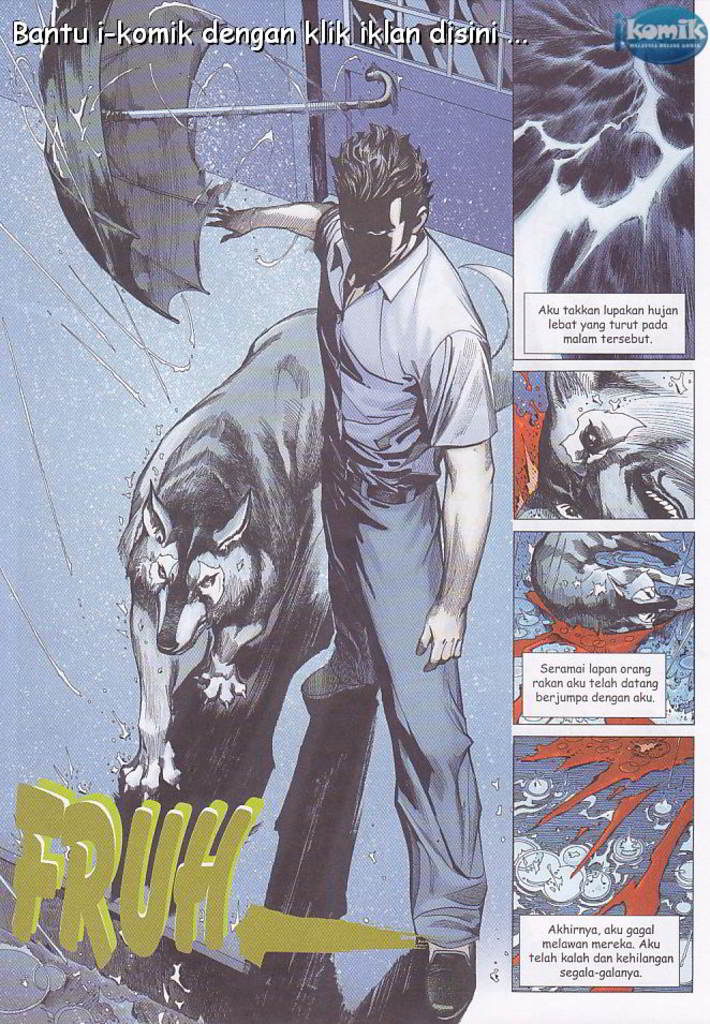 Bantu i-komik dengan klik iklan disini ...
ikomik
Aku takkan lupakan hujan
lebat yang turut pada
malam tersebut.
Seramai lapan orang
rakan aku telah datang
berjumpa dengan aku.
FRUH
Akhirnya, aku gagal
melawan mereka. Aku
telah kalah dan kehilangan
segala-galanya.